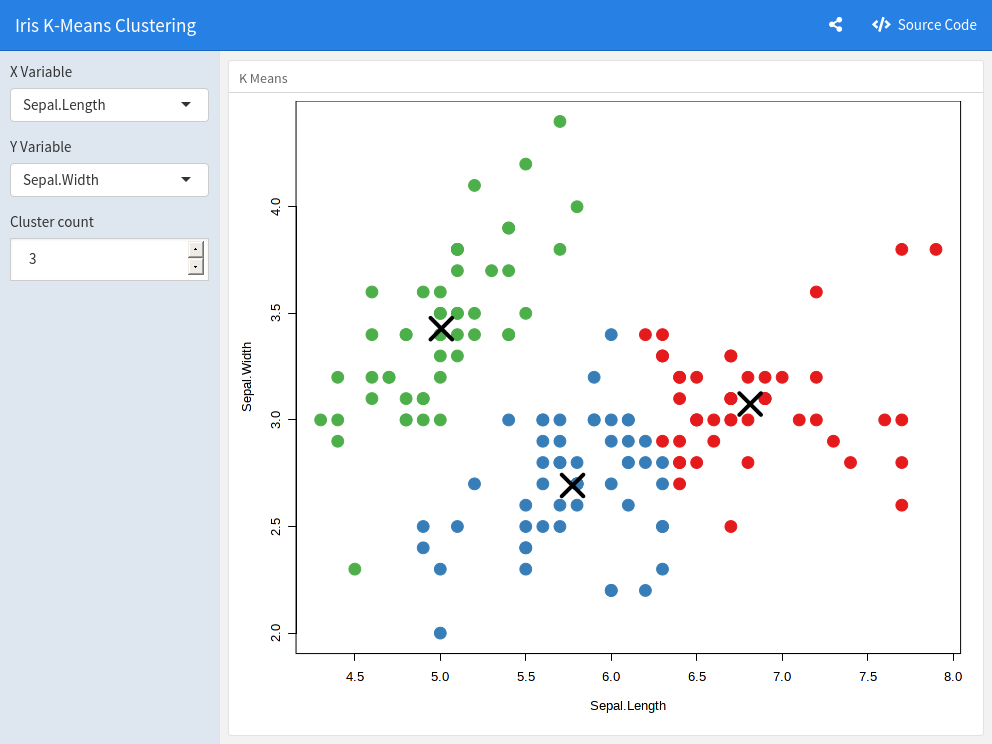 Iris K-Means Clustering
Source Code
X Variable
Sepal.Length
Y Variable
Sepal.Width
Cluster count
3
K Means
Sepal.Width
4.0
3.5
3.0
2.5
2.0
4.5 5.0 5.5 6.0 6.5 7.0 7.5 8.0
Sepal.Length